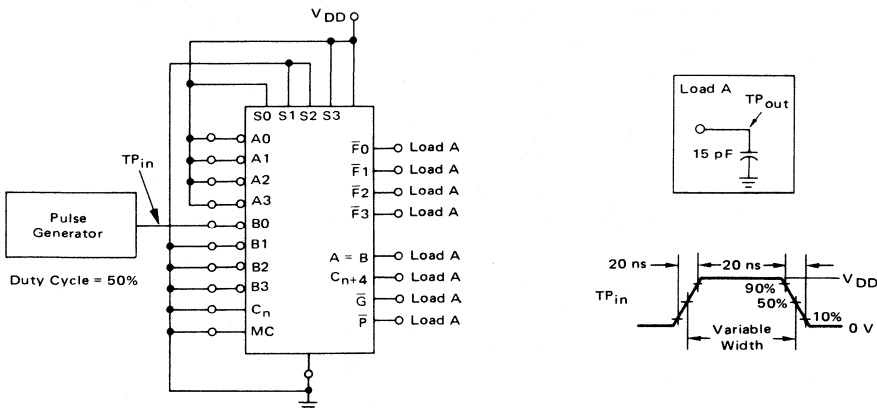 V DD
S0 S1 S2 S3
A0
A1
A2
A3
B0
B1
B2
B3
Cn
MC
F̅0 Load A
F̅1 Load A
F̅2 Load A
F̅3 Load A
A = B Load A
Cn+4 Load A
G̅ Load A
P̅ Load A
TPin
Pulse
Generator
Duty Cycle = 50%
Load A
TPout
15 pF
20 ns
20 ns
VDD
90%
50%
10%
0 V
TPin
Variable
Width